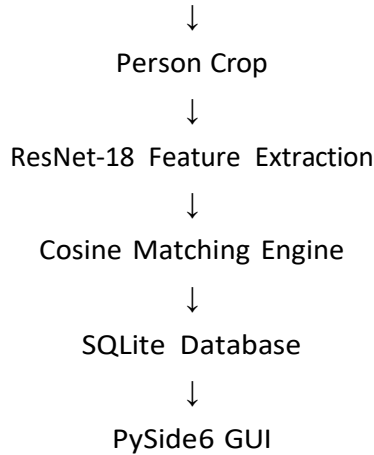 ↓
Person Crop
↓
ResNet-18 Feature Extraction
↓
Cosine Matching Engine
↓
SQLite Database
↓
PySide6 GUI